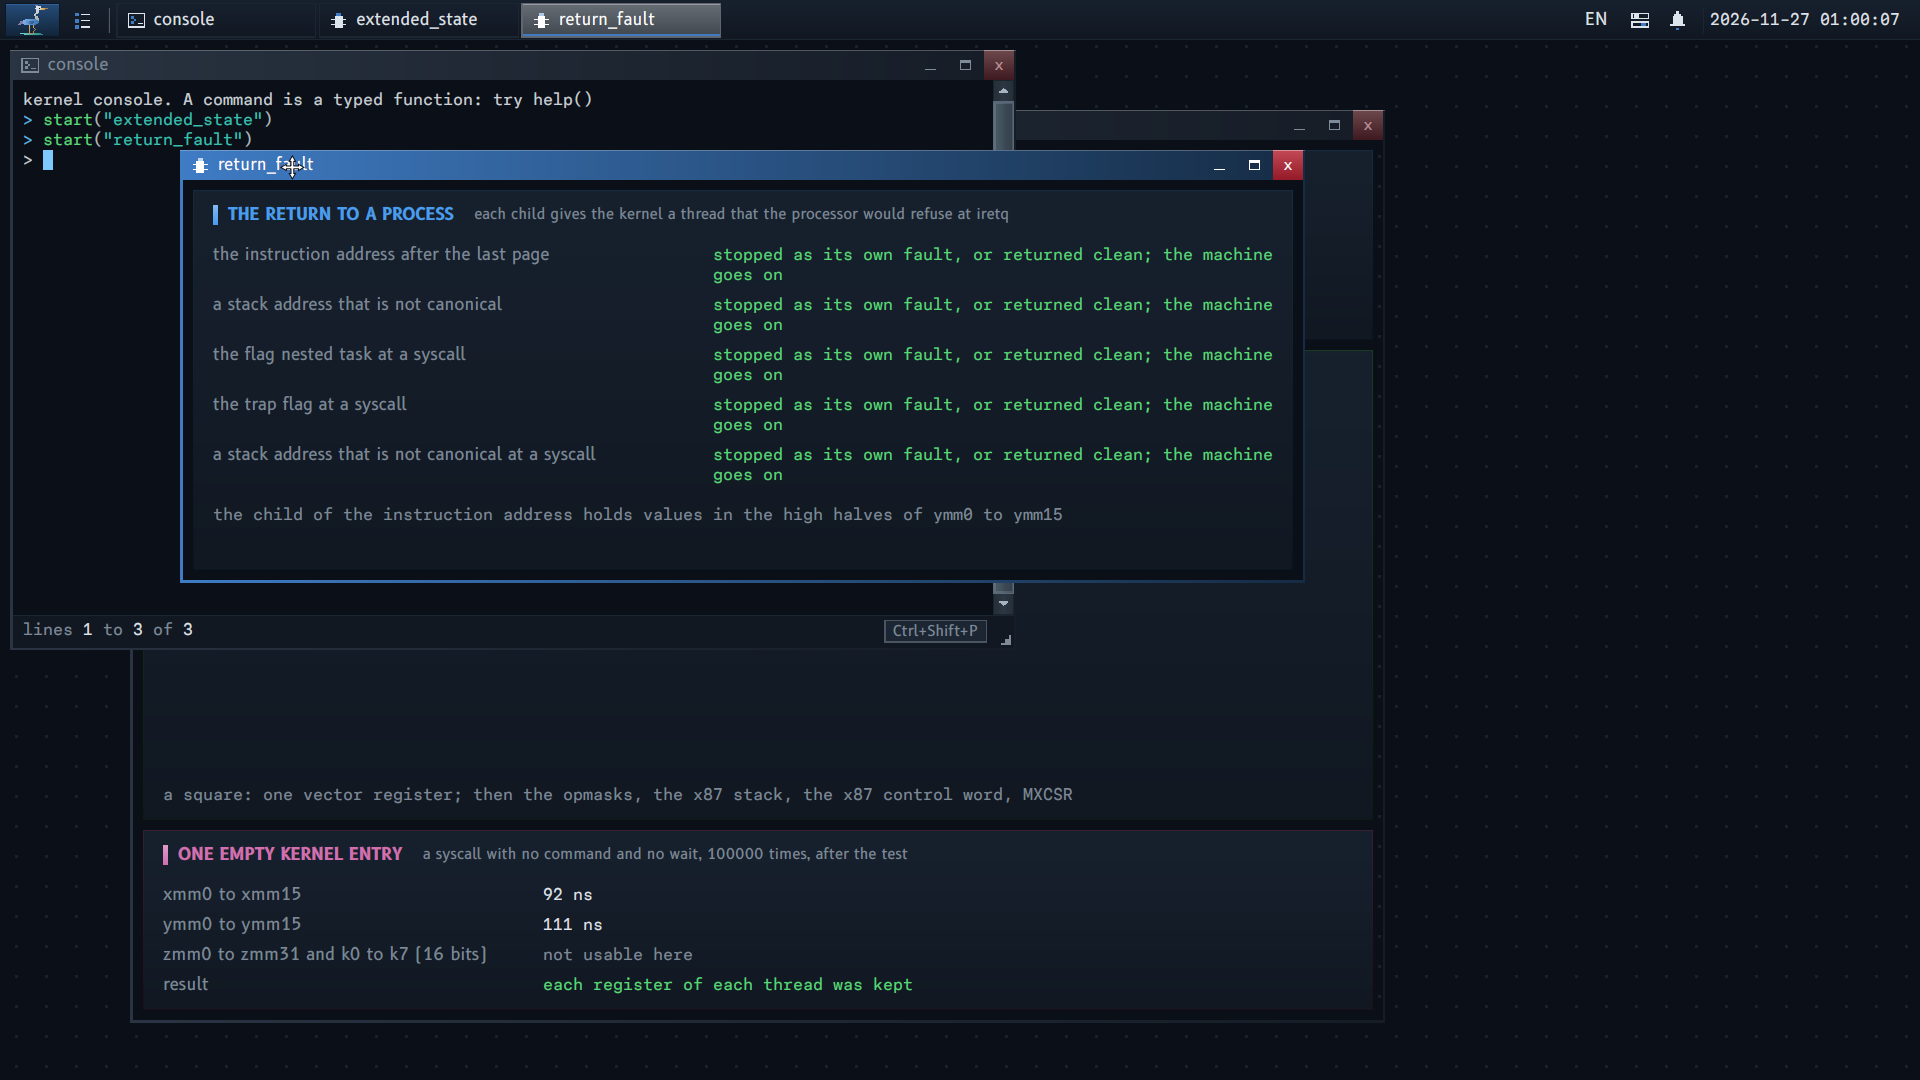 console
extended_state
return_fault
EN
2026-11-27 01:00:07
console
kernel console. A command is a typed function: try help()
> start("extended_state")
> start("return_fault")
>
return_fault
THE RETURN TO A PROCESS each child gives the kernel a thread that the processor would refuse at iretq
the instruction address after the last page
stopped as its own fault, or returned clean; the machine
goes on
a stack address that is not canonical
stopped as its own fault, or returned clean; the machine
goes on
the flag nested task at a syscall
stopped as its own fault, or returned clean; the machine
goes on
the trap flag at a syscall
stopped as its own fault, or returned clean; the machine
goes on
a stack address that is not canonical at a syscall
stopped as its own fault, or returned clean; the machine
goes on
the child of the instruction address holds values in the high halves of ymm0 to ymm15
lines 1 to 3 of 3
Ctrl+Shift+P
a square: one vector register; then the opmasks, the x87 stack, the x87 control word, MXCSR
ONE EMPTY KERNEL ENTRY a syscall with no command and no wait, 100000 times, after the test
xmm0 to xmm15 92 ns
ymm0 to ymm15 111 ns
zmm0 to zmm31 and k0 to k7 (16 bits) not usable here
result each register of each thread was kept